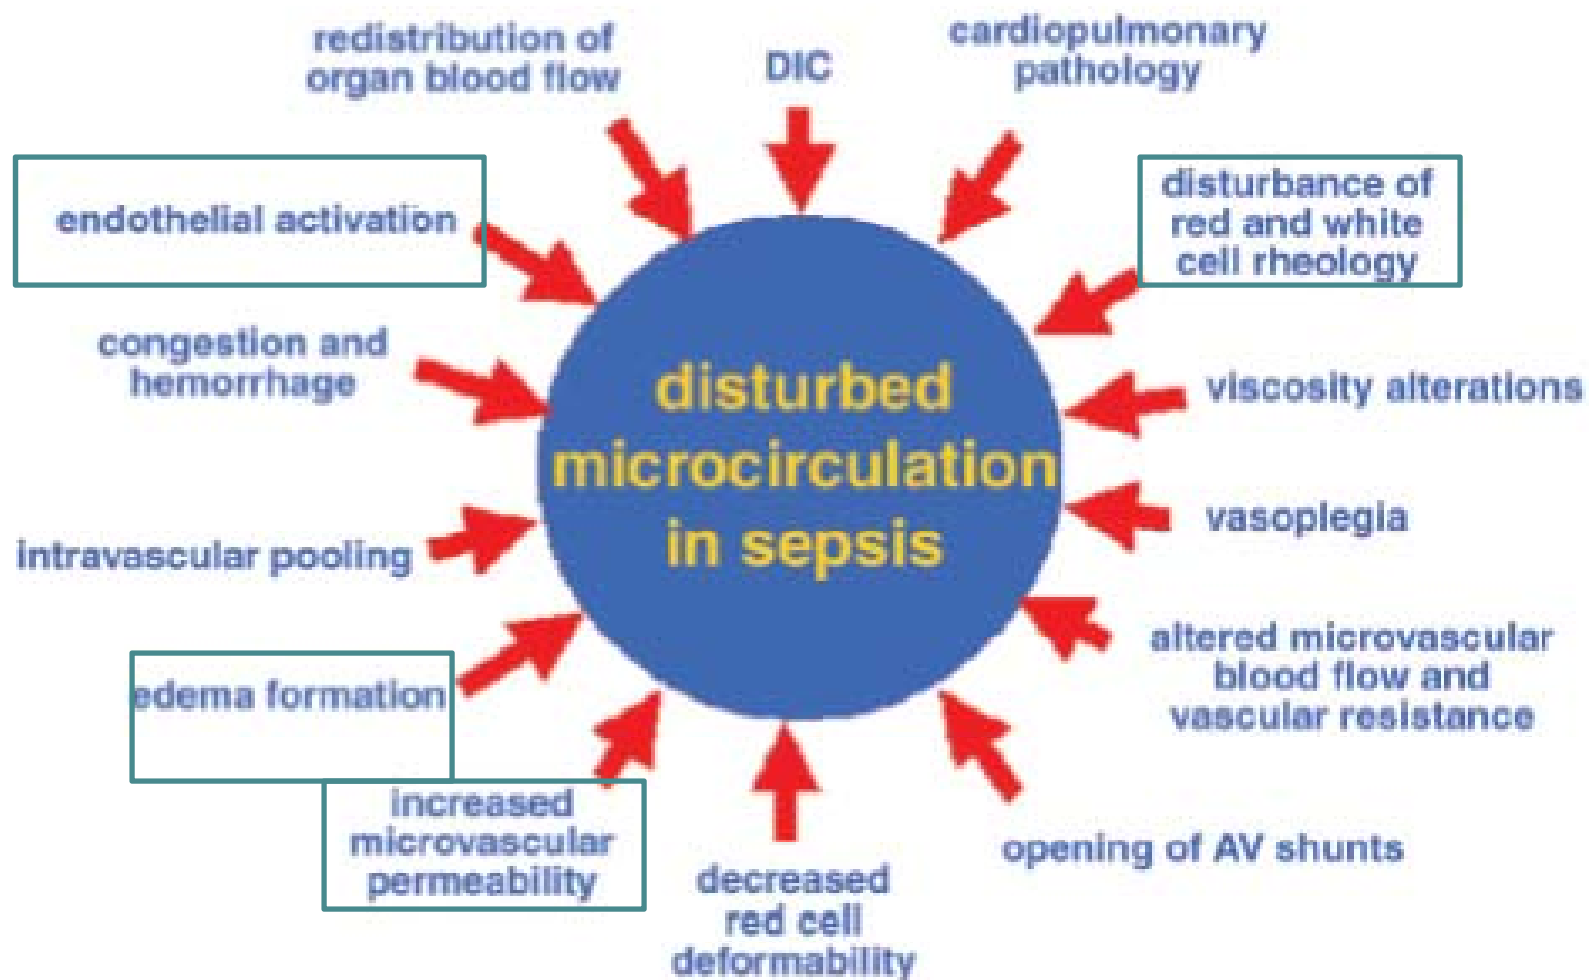 redistribution of
organ blood flow
DIC
cardiopulmonary
pathology
endothelial activation
disturbance of
red and white
cell rheology
congestion and
hemorrhage
disturbed
microcirculation
in sepsis
viscosity alterations
intravascular pooling
vasoplegia
edema formation
altered microvascular
blood flow and
vascular resistance
increased
microvascular
permeability
decreased
red cell
deformability
opening of AV shunts